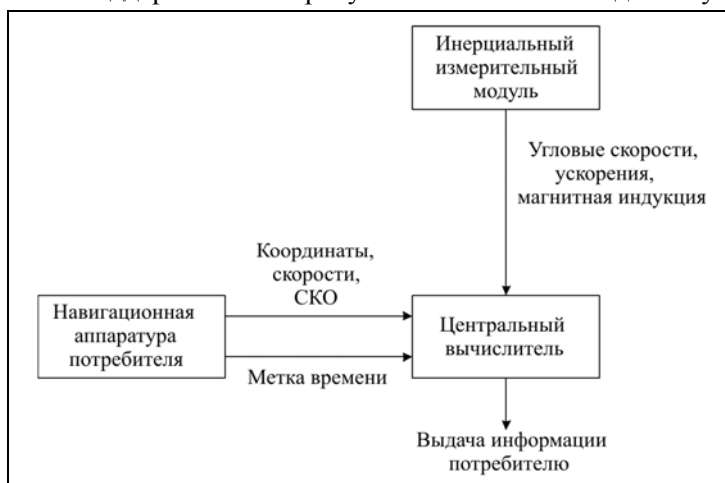 Инерциальный
измерительный
модуль
Угловые скорости,
ускорения,
магнитная индукция
Координаты,
скорости,
СКО
Навигационная
аппаратура
потребителя
Метка времени
Центральный
вычислитель
Выдача информации
потребителю